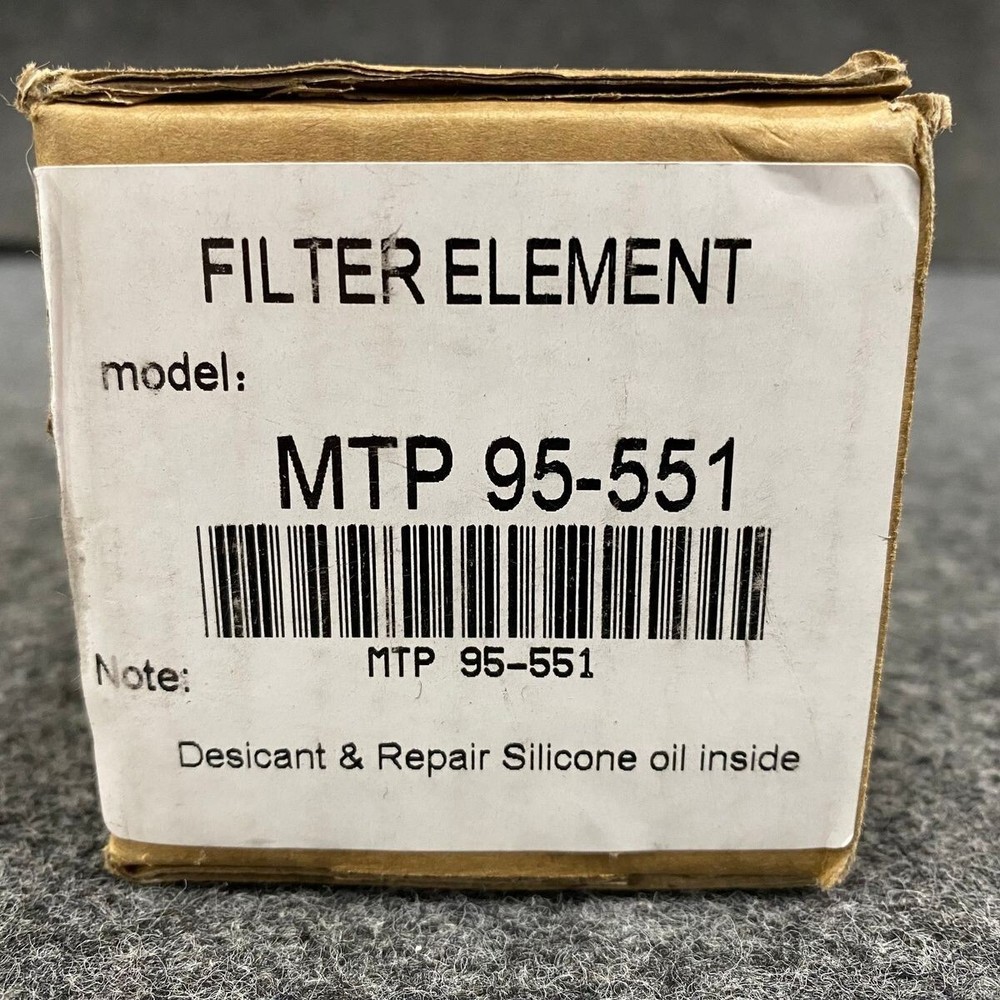 FILTER ELEMENT
model:
MTP 95-551
MTP 95-551
Note:
Desicant & Repair Silicone oil inside